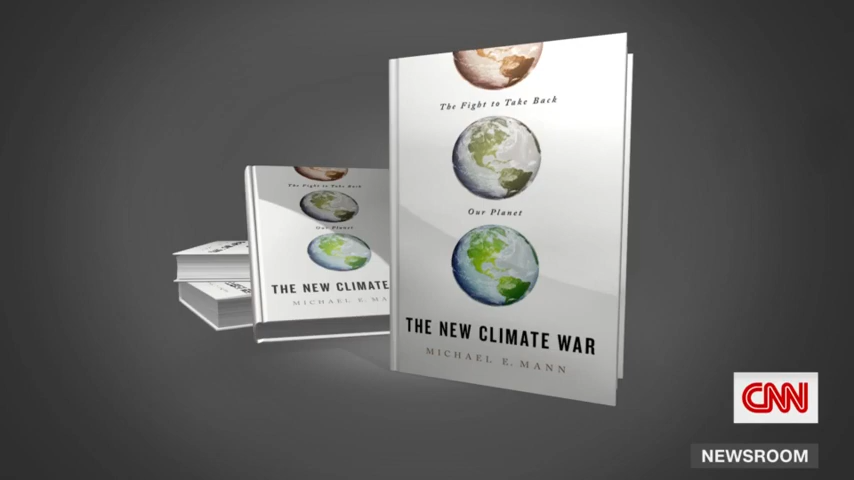 The Fight to Take Back
Our Planet
THE NEW CLIMATE WAR
MICHAEL E. MANN
The Fight to Take Back
Our Planet
THE NEW CLIMATE
MICHAEL E. MA
CNN
NEWSROOM